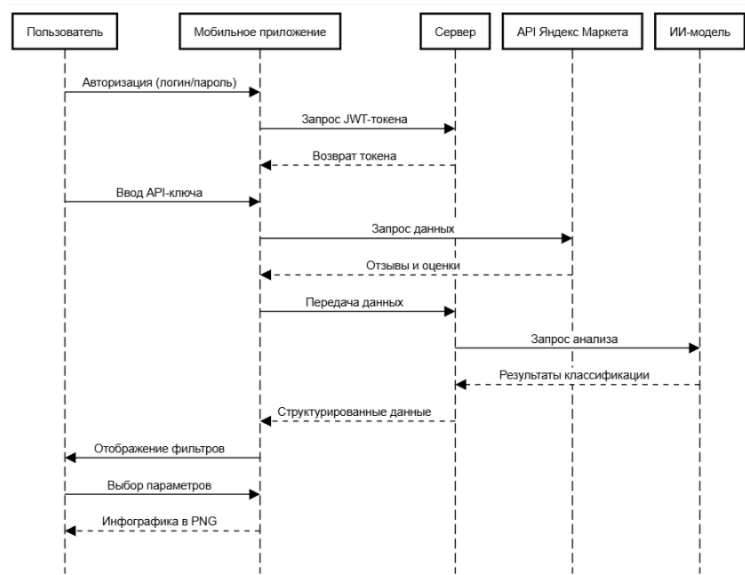 Пользователь
Мобильное приложение
Сервер
API Яндекс Маркета
ИИ-модель
Авторизация (логин/пароль)
Запрос JWT-токена
Возврат токена
Ввод API-ключа
Запрос данных
Отзывы и оценки
Передача данных
Запрос анализа
Результаты классификации
Структурированные данные
Отображение фильтров
Выбор параметров
Инфографика в PNG